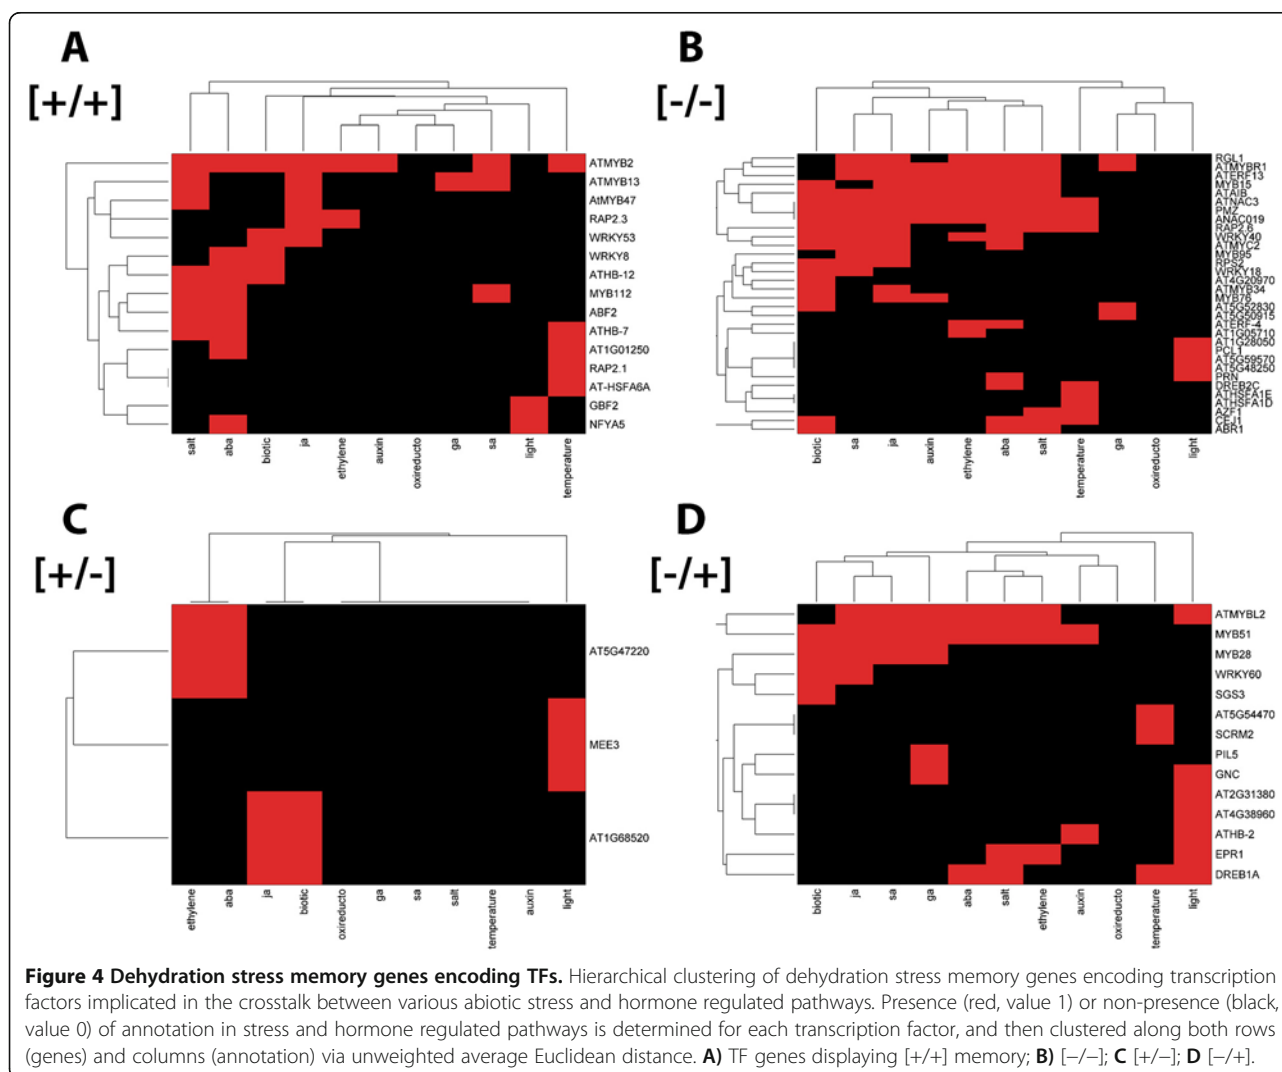 A
[+/+]
ATMYB2
ATMYB13
AtMYB47
RAP2.3
WRKY53
WRKY8
ATHB-12
MYB112
ABF2
ATHB-7
AT1G01250
RAP2.1
AT-HSFA6A
GBF2
NFYA5
salt
aba
biotic
ja
ethylene
auxin
oxireducto
ga
sa
light
temperature
B
[-/-]
RGL1
ATMYBR1
ATERF13
MYB15
ATAIB
ATNAC3
PMZ
ANAC019
RAP2.6
WRKY40
ATMYC2
MYB95
RPS2
WRKY18
AT4G20970
ATMYB34
MYB76
AT5G52830
AT5G50915
ATERF-4
AT1G05710
AT1G28050
PCL1
AT5G59570
AT5G48250
PRN
DREB2C
ATHSFA1E
ATHSFA1D
AZF1
CEJ1
ABR1
biotic
sa
ja
auxin
ethylene
aba
salt
temperature
ga
oxireducto
light
C
[+/-]
AT5G47220
MEE3
AT1G68520
ethylene
aba
ja
biotic
oxireducto
ga
sa
salt
temperature
auxin
light
D
[-/+]
ATMYBL2
MYB51
MYB28
WRKY60
SGS3
AT5G54470
SCRM2
PIL5
GNC
AT2G31380
AT4G38960
ATHB-2
EPR1
DREB1A
biotic
ja
sa
ga
aba
salt
ethylene
auxin
oxireducto
temperature
light
Figure 4 Dehydration stress memory genes encoding TFs. Hierarchical clustering of dehydration stress memory genes encoding transcription
factors implicated in the crosstalk between various abiotic stress and hormone regulated pathways. Presence (red, value 1) or non-presence (black,
value 0) of annotation in stress and hormone regulated pathways is determined for each transcription factor, and then clustered along both rows
(genes) and columns (annotation) via unweighted average Euclidean distance. A) TF genes displaying [+/+] memory; B) [−/−]; C [+/−]; D [−/+].